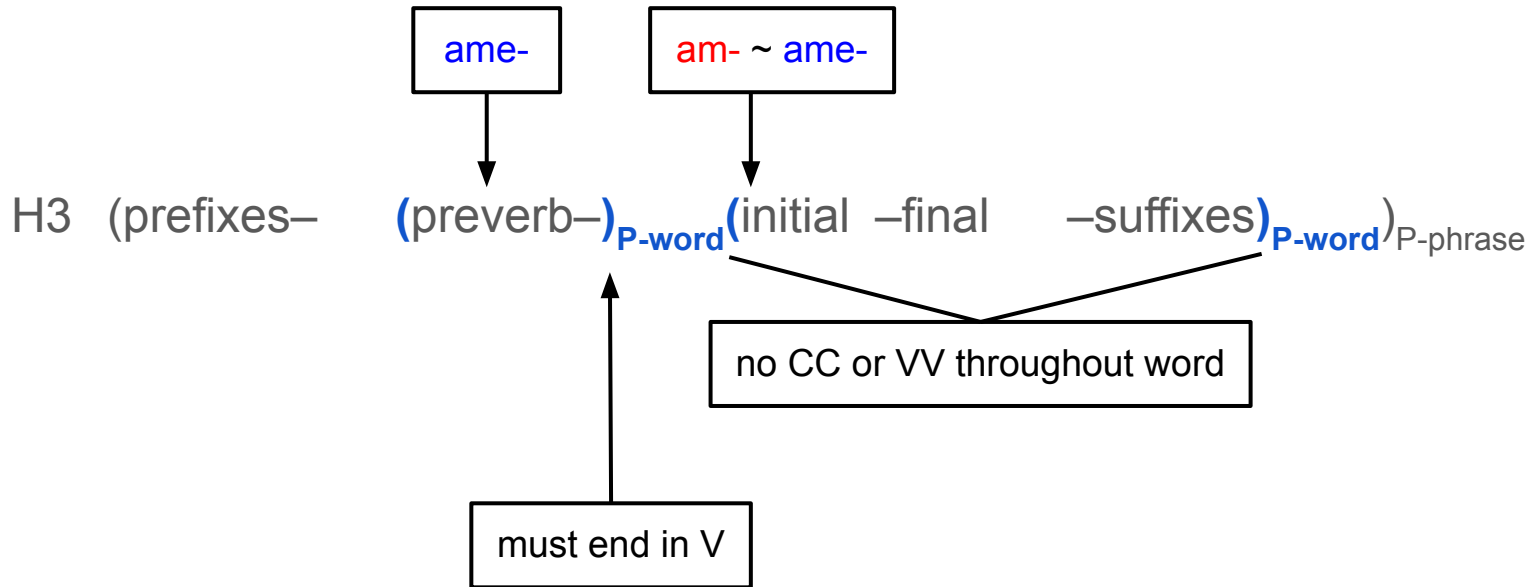 ame-
am- ~ ame-
H3 (prefixes– (preverb–)P-word(initial –final –suffixes)P-word)P-phrase
no CC or VV throughout word
must end in V